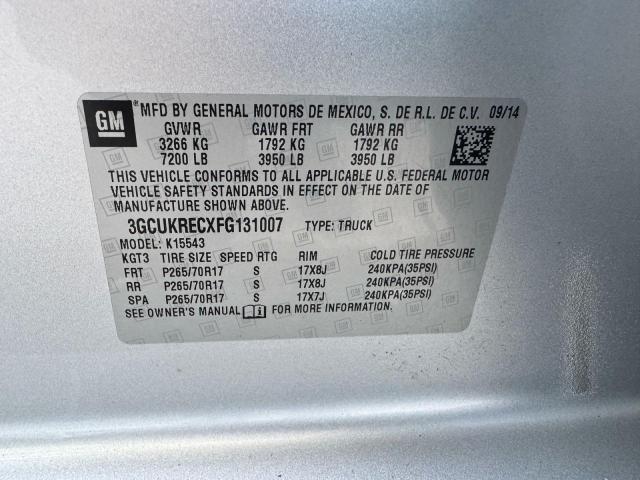 GM MFD BY GENERAL MOTORS DE MEXICO, S. DE R.L. DE C.V. 09/14
GVWR GAWR FRT GAWR RR
3266 KG 1792 KG 1792 KG
7200 LB 3950 LB 3950 LB
THIS VEHICLE CONFORMS TO ALL APPLICABLE U.S. FEDERAL MOTOR
VEHICLE SAFETY STANDARDS IN EFFECT ON THE DATE OF
MANUFACTURE SHOWN ABOVE.
3GCUKRECXFG131007 TYPE: TRUCK
MODEL: K15543
KGT3 TIRE SIZE SPEED RTG RIM COLD TIRE PRESSURE
FRT P265/70R17 S 17X8J 240KPA(35PSI)
RR P265/70R17 S 17X8J 240KPA(35PSI)
SPA P265/70R17 S 17X7J 240KPA(35PSI)
SEE OWNER'S MANUAL FOR MORE INFORMATION.